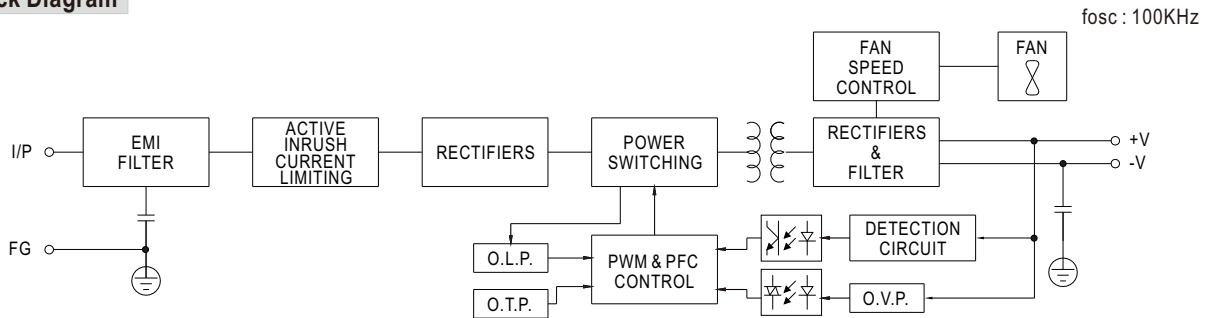 Diagram
fosc : 100KHz
I/P
EMI
FILTER
ACTIVE
INRUSH
CURRENT
LIMITING
RECTIFIERS
POWER
SWITCHING
FAN
SPEED
CONTROL
FAN
RECTIFIERS
&
FILTER
+V
-V
FG
O.L.P.
O.T.P.
PWM & PFC
CONTROL
DETECTION
CIRCUIT
O.V.P.